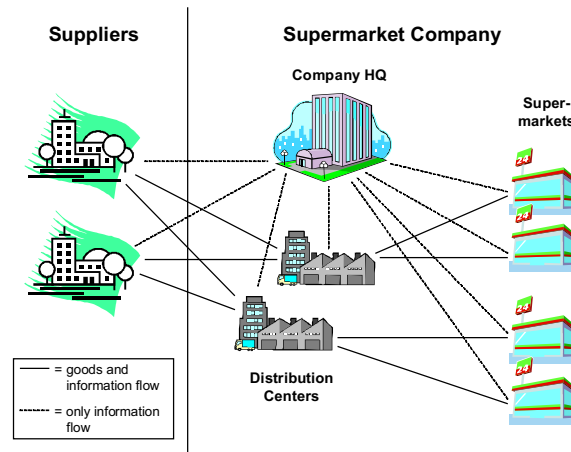 Suppliers
Supermarket Company
Company HQ
Super-
markets
24
24
24
24
Distribution
Centers
= goods and
information flow
= only information
flow